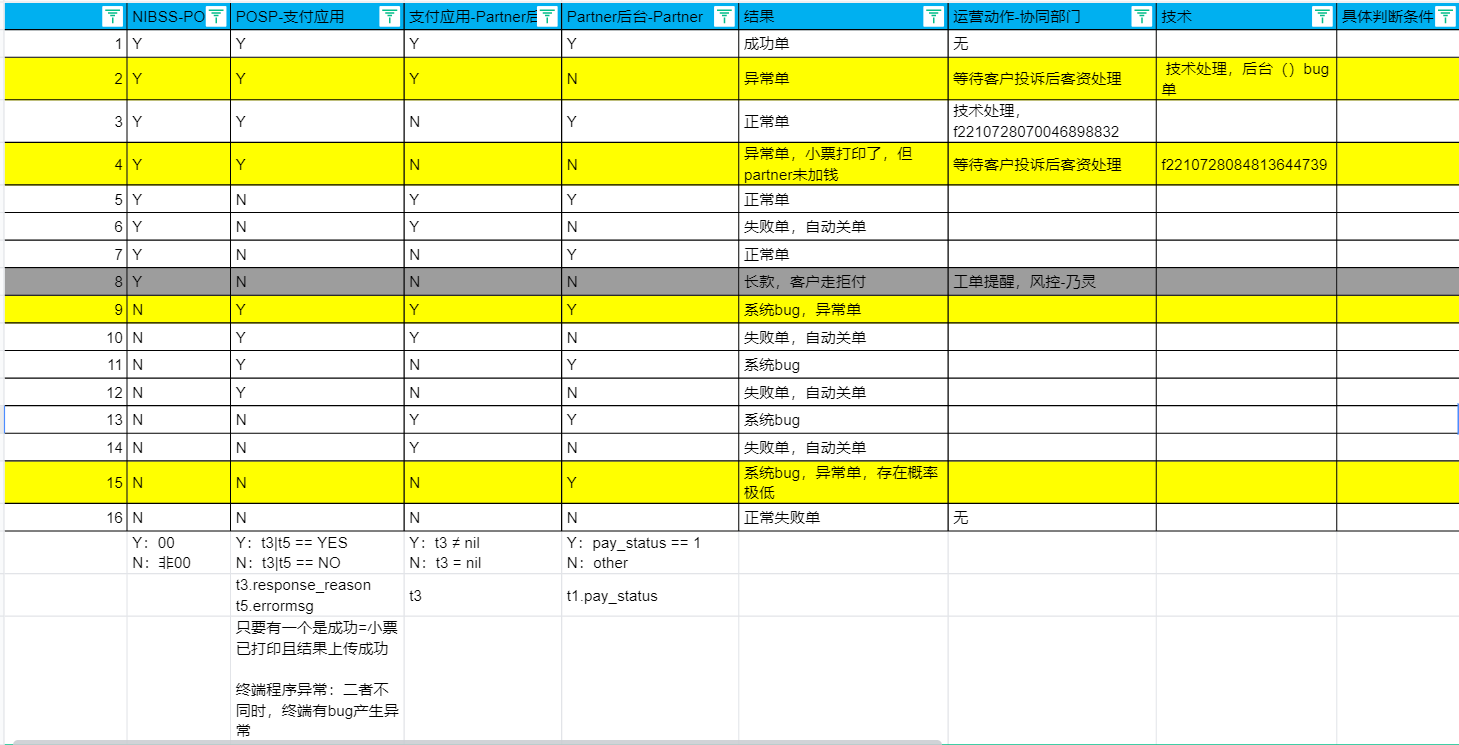 NIBSS-PO POSP-支付应用 支付应用-Partner后 Partner后台-Partner 结果 运营动作-协同部门 技术 具体判断条件
1 Y Y Y Y 成功单 无
2 Y Y Y N 异常单 等待客户投诉后客资处理 技术处理，后台（）bug
单
3 Y Y N Y 正常单 技术处理，
f2210728070046898832
4 Y Y N N 异常单，小票打印了，但
partner未加钱 等待客户投诉后客资处理 f2210728084813644739
5 Y N Y Y 正常单
6 Y N Y N 失败单，自动关单
7 Y N N Y 正常单
8 Y N N N 长款，客户走拒付 工单提醒，风控-乃灵
9 N Y Y Y 系统bug，异常单
10 N Y Y N 失败单，自动关单
11 N Y N Y 系统bug
12 N Y N N 失败单，自动关单
13 N N Y Y 系统bug
14 N N Y N 失败单，自动关单
15 N N N Y 系统bug，异常单，存在概率
极低
16 N N N N 正常失败单 无
Y：00 Y：t3|t5 == YES Y：t3 ≠ nil Y：pay_status == 1
N：非00 N：t3|t5 == NO N：t3 = nil N：other
t3.response_reason
t5.errormsg t3 t1.pay_status
只要有一个是成功=小票
已打印且结果上传成功
终端程序异常：二者不
同时，终端有bug产生异
常